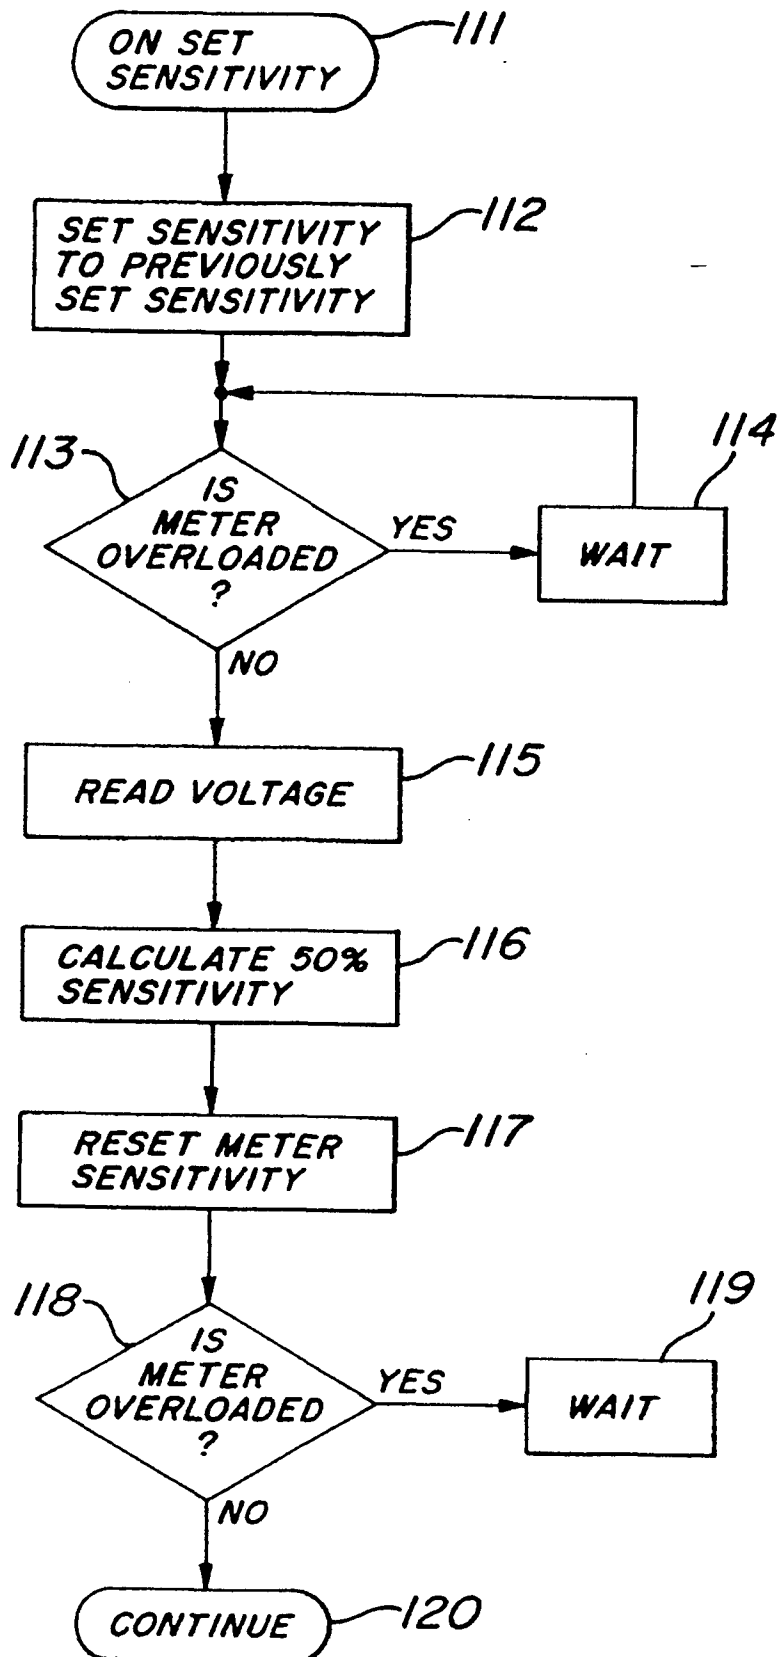 ON SET
SENSITIVITY
111
SET SENSITIVITY
TO PREVIOUSLY
SET SENSITIVITY
112
113
IS
METER
OVERLOADED
?
YES
114
WAIT
NO
READ VOLTAGE
115
CALCULATE 50%
SENSITIVITY
116
RESET METER
SENSITIVITY
117
118
IS
METER
OVERLOADED
?
YES
119
WAIT
NO
CONTINUE
120